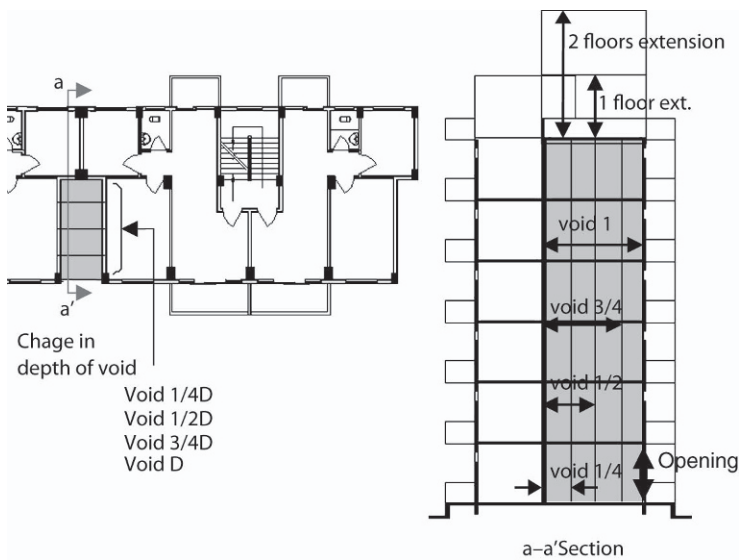 a
a'
Chage in
depth of void
Void 1/4D
Void 1/2D
Void 3/4D
Void D
2 floors extension
1 floor ext.
void 1
void 3/4
void 1/2
void 1/4
Opening
a–a'Section